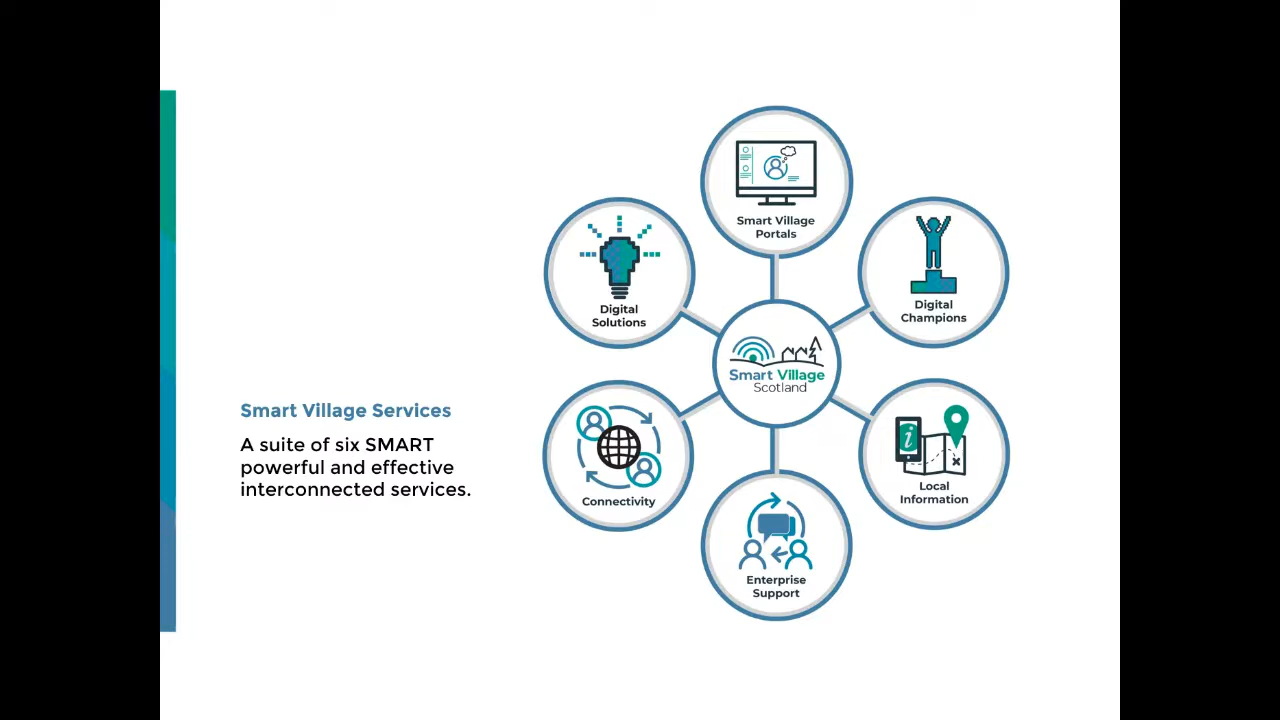 Smart Village
Portals
Digital
Solutions
Digital
Champions
Smart Village
Scotland
Smart Village Services
A suite of six SMART
powerful and effective
interconnected services.
Connectivity
i
Local
Information
Enterprise
Support